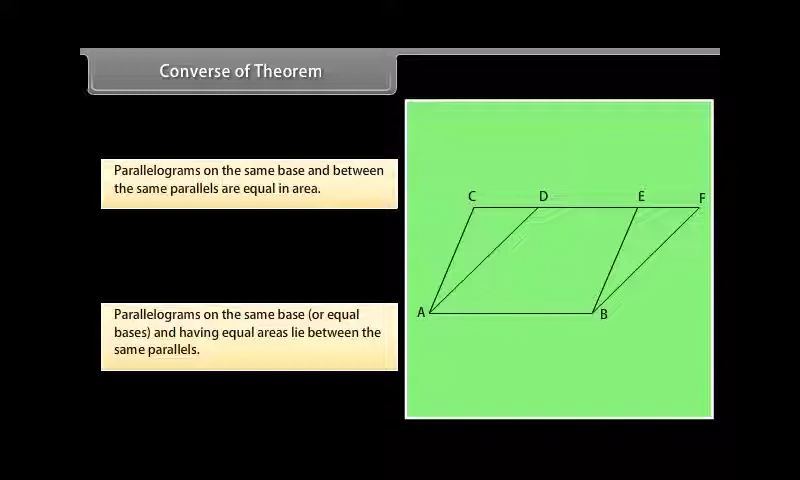 Converse of Theorem
Parallelograms on the same base and between
the same parallels are equal in area.
Parallelograms on the same base (or equal
bases) and having equal areas lie between the
same parallels.
C D E F
A B